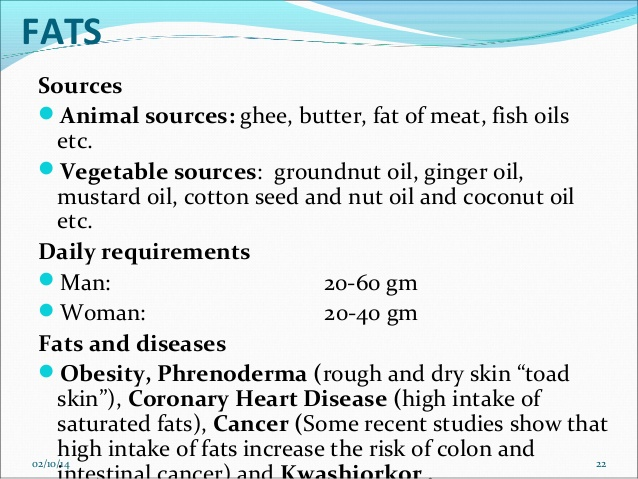 FATS
Sources
Animal sources: ghee, butter, fat of meat, fish oils
etc.
Vegetable sources: groundnut oil, ginger oil,
mustard oil, cotton seed and nut oil and coconut oil
etc.
Daily requirements
Man: 20-60 gm
Woman: 20-40 gm
Fats and diseases
Obesity, Phrenoderma (rough and dry skin “toad
skin”), Coronary Heart Disease (high intake of
saturated fats), Cancer (Some recent studies show that
high intake of fats increase the risk of colon and
intestinal cancer) and Kwashiorkor .
02/10/14 22